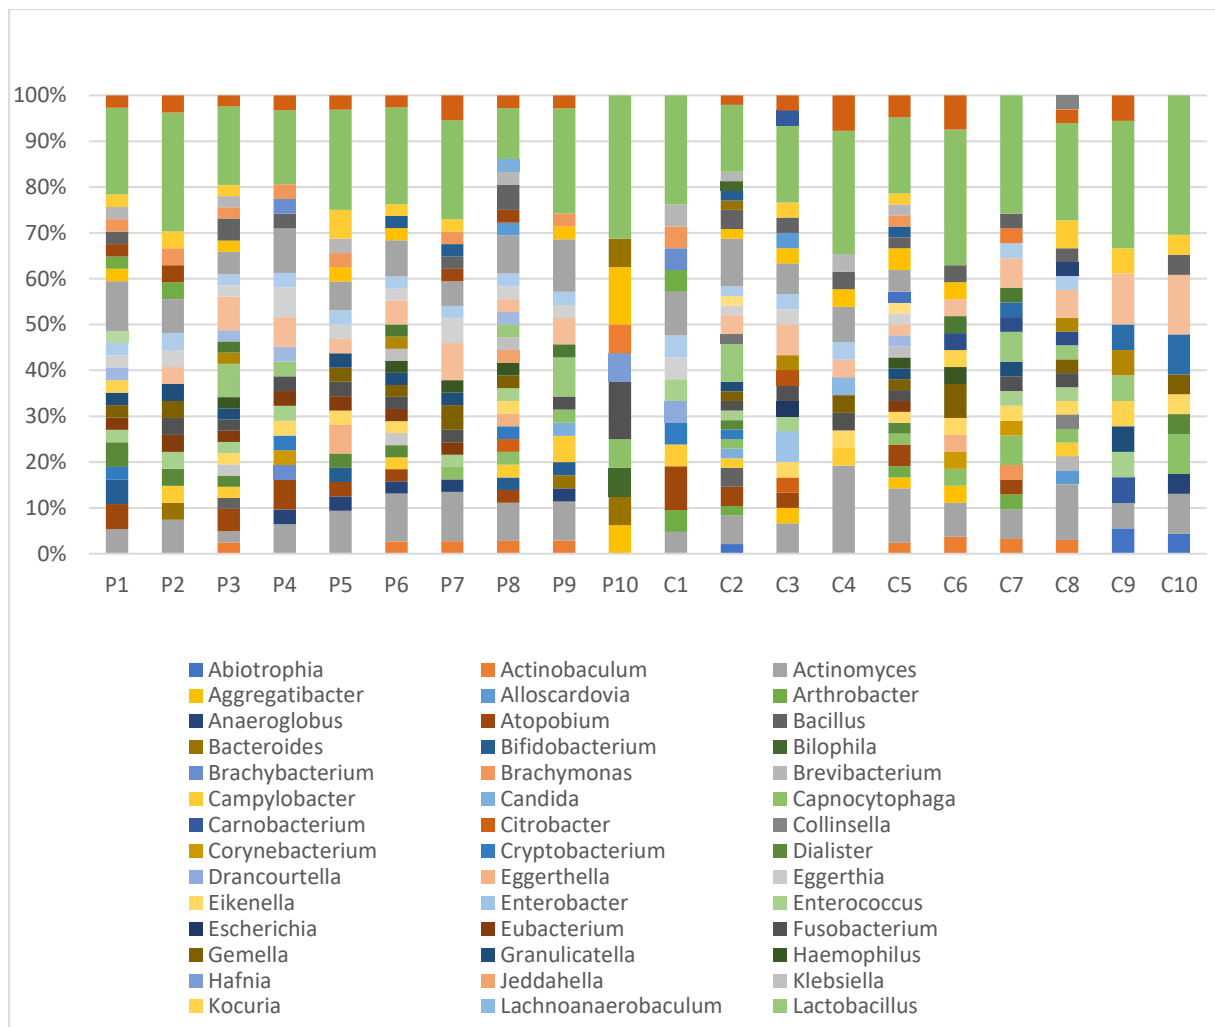 100%
90%
80%
70%
60%
50%
40%
30%
20%
10%
0%
P1 P2 P3 P4 P5 P6 P7 P8 P9 P10 C1 C2 C3 C4 C5 C6 C7 C8 C9 C10
Abiotrophia Actinobaculum Actinomyces
Aggregatibacter Alloscardovia Arthrobacter
Anaeroglobus Atopobium Bacillus
Bacteroides Bifidobacterium Bilophila
Brachybacterium Brachymonas Brevibacterium
Campylobacter Candida Capnocytophaga
Carnobacterium Citrobacter Collinsella
Corynebacterium Cryptobacterium Dialister
Drancourtella Eggerthella Eggerthia
Eikenella Enterobacter Enterococcus
Escherichia Eubacterium Fusobacterium
Gemella Granulicatella Haemophilus
Hafnia Jeddahella Klebsiella
Kocuria Lachnoanaerobaculum Lactobacillus